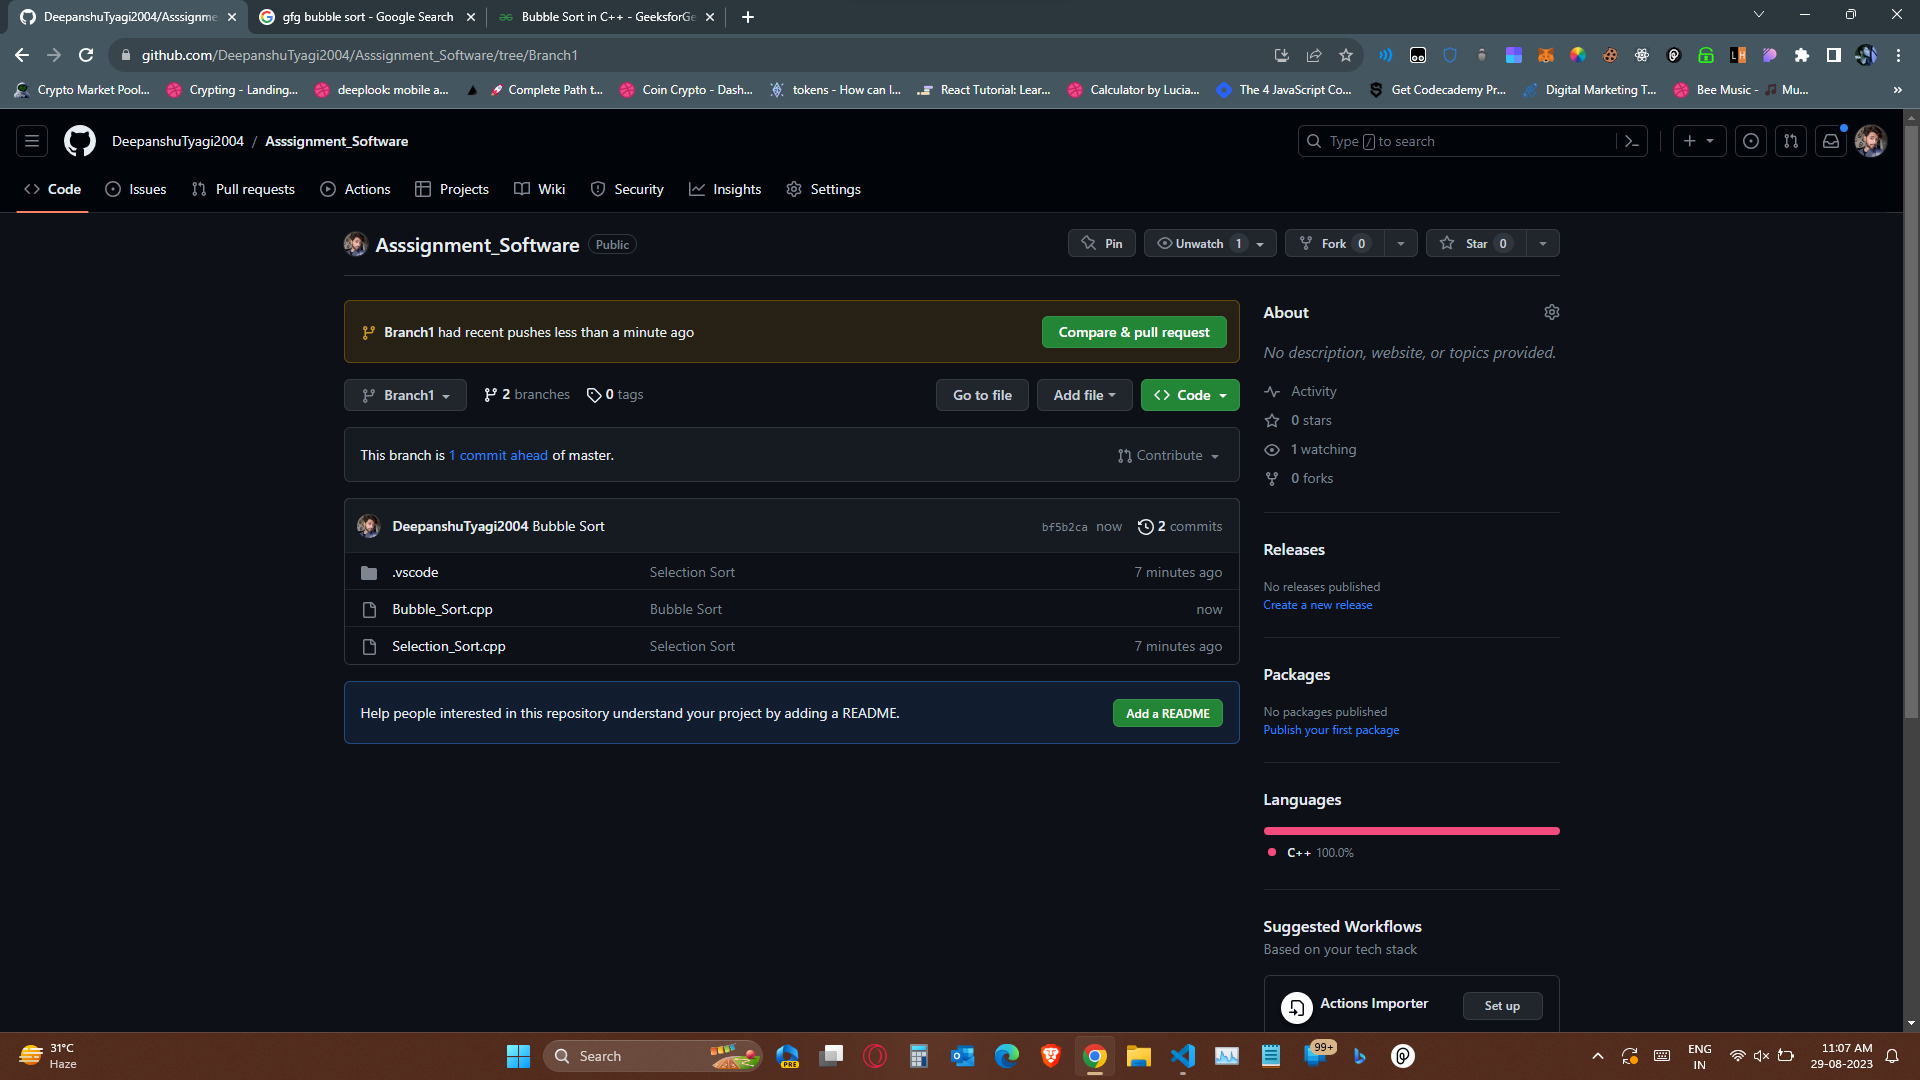 DeepanshuTyagi2004/Asssignme
gfg bubble sort - Google Search
Bubble Sort in C++ - GeeksforGe
github.com/DeepanshuTyagi2004/Asssignment_Software/tree/Branch1
Crypto Market Pool...
Crypting - Landing...
deeplook: mobile a...
Complete Path t...
Coin Crypto - Dash...
tokens - How can I...
React Tutorial: Lear...
Calculator by Lucia...
The 4 JavaScript Co...
Get Codecademy Pr...
Digital Marketing T...
Bee Music - Mu...
»
DeepanshuTyagi2004 / Asssignment_Software
Type / to search
Code
Issues
Pull requests
Actions
Projects
Wiki
Security
Insights
Settings
Asssignment_Software Public
Pin
Unwatch 1
Fork 0
Star 0
Branch1 had recent pushes less than a minute ago
Compare & pull request
Branch1
2 branches
0 tags
Go to file
Add file
Code
This branch is 1 commit ahead of master.
Contribute
DeepanshuTyagi2004 Bubble Sort
bf5b2ca now
2 commits
.vscode Selection Sort 7 minutes ago
Bubble_Sort.cpp Bubble Sort now
Selection_Sort.cpp Selection Sort 7 minutes ago
Help people interested in this repository understand your project by adding a README.
Add a README
About
No description, website, or topics provided.
Activity
0 stars
1 watching
0 forks
Releases
No releases published
Create a new release
Packages
No packages published
Publish your first package
Languages
C++ 100.0%
Suggested Workflows
Based on your tech stack
Actions Importer
Set up
31°C
Haze
Search
PRE
99+
ENG
IN
11:07 AM
29-08-2023